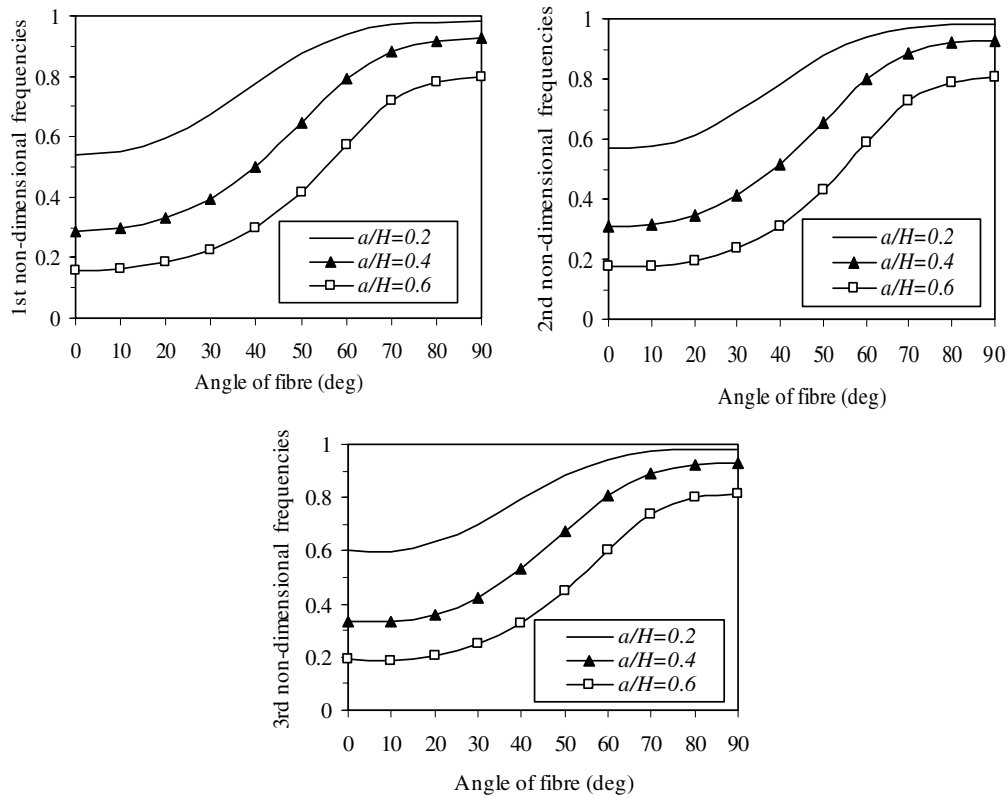 1st non-dimensional frequencies
1
0.8
0.6
0.4
0.2
0
a/H=0.2
a/H=0.4
a/H=0.6
0 10 20 30 40 50 60 70 80 90
Angle of fibre (deg)
2nd non-dimensional frequencies
1
0.8
0.6
0.4
0.2
0
a/H=0.2
a/H=0.4
a/H=0.6
0 10 20 30 40 50 60 70 80 90
Angle of fibre (deg)
3rd non-dimensional frequencies
1
0.8
0.6
0.4
0.2
0
a/H=0.2
a/H=0.4
a/H=0.6
0 10 20 30 40 50 60 70 80 90
Angle of fibre (deg)